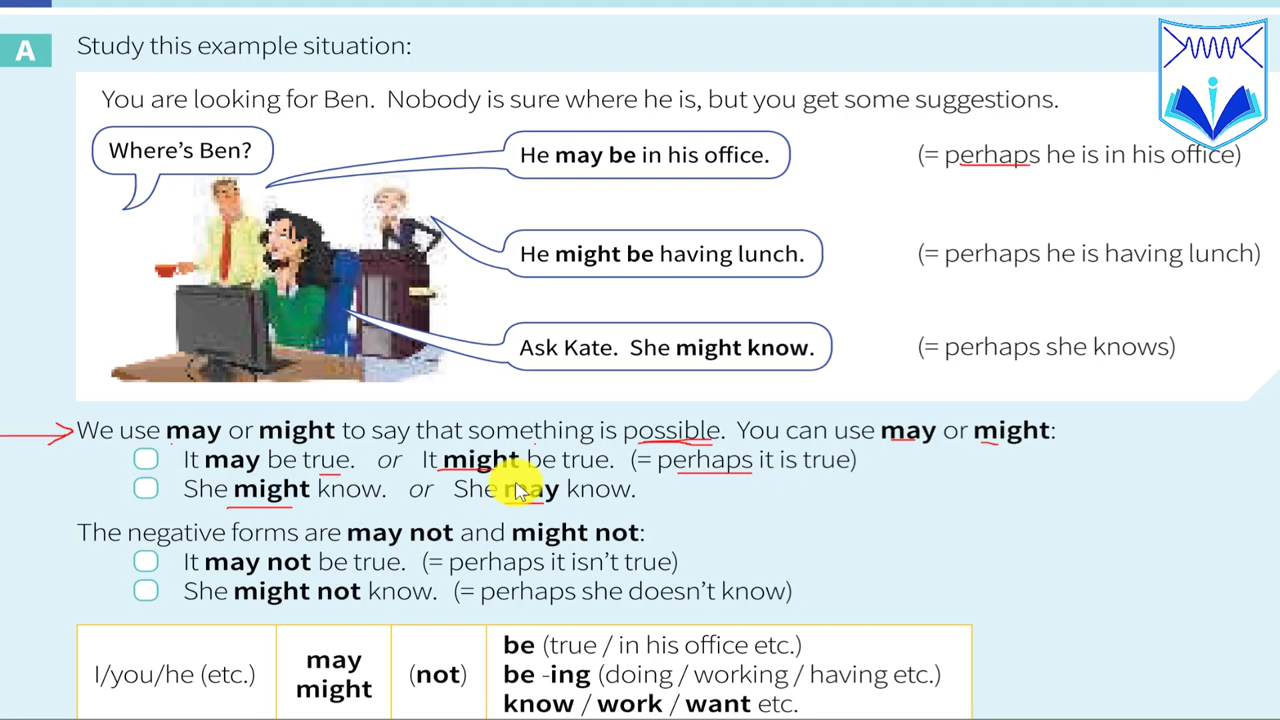 A
Study this example situation:
You are looking for Ben. Nobody is sure where he is, but you get some suggestions.
Where's Ben?
He may be in his office.
(= perhaps he is in his office)
He might be having lunch.
(= perhaps he is having lunch)
Ask Kate. She might know.
(= perhaps she knows)
We use may or might to say that something is possible. You can use may or might:
It may be true. or It might be true. (= perhaps it is true)
She might know. or She may know.
The negative forms are may not and might not:
It may not be true. (= perhaps it isn't true)
She might not know. (= perhaps she doesn't know)
I/you/he (etc.)
may
might
(not)
be (true / in his office etc.)
be -ing (doing / working / having etc.)
know / work / want etc.